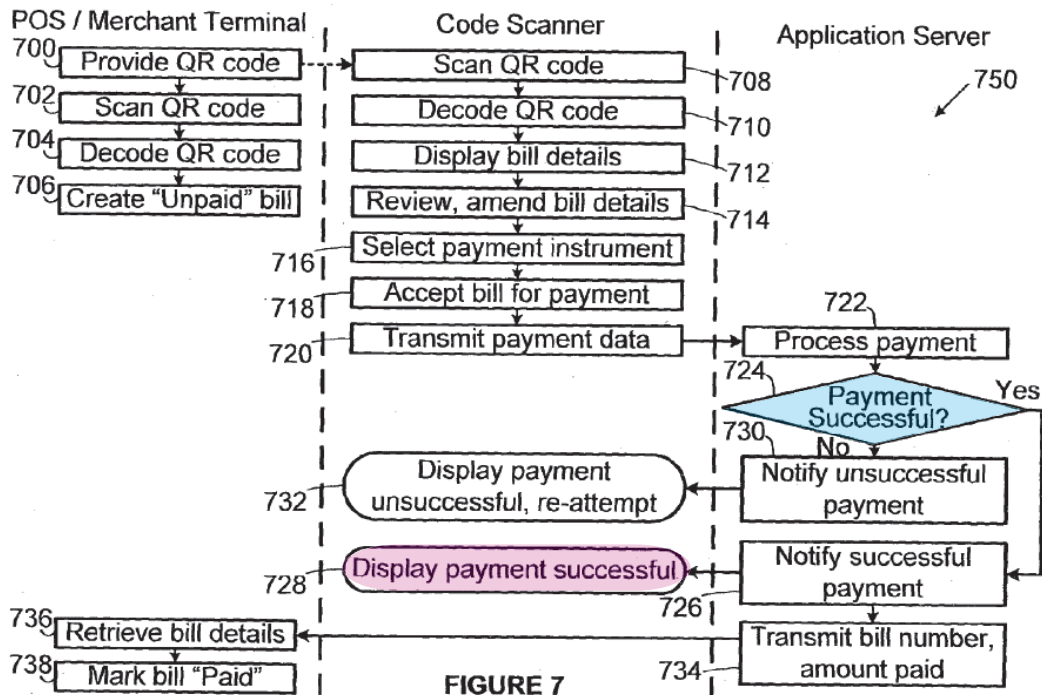 POS / Merchant Terminal
Code Scanner
Application Server
750
700
Provide QR code
702
Scan QR code
704
Decode QR code
706
Create “Unpaid” bill
Scan QR code
708
Decode QR code
710
Display bill details
712
Review, amend bill details
714
716
Select payment instrument
718
Accept bill for payment
720
Transmit payment data
722
Process payment
724
Payment
Successful?
Yes
No
730
Notify unsuccessful
payment
732
Display payment
unsuccessful, re-attempt
726
Notify successful
payment
728
Display payment successful
734
Transmit bill number,
amount paid
736
Retrieve bill details
738
Mark bill “Paid”
FIGURE 7